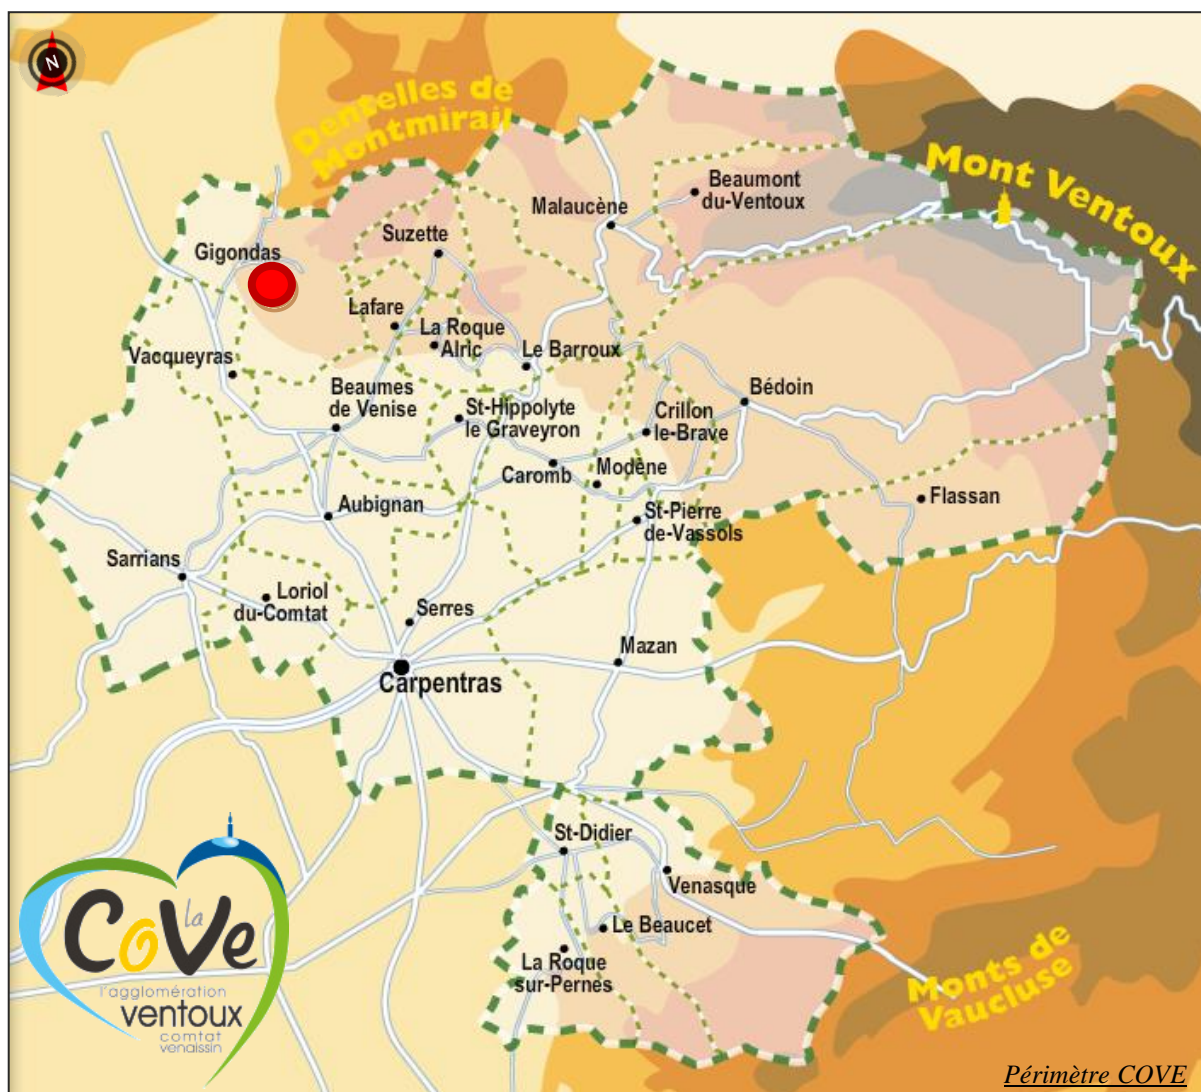 N
Dentelles de
Montmirail
Mont Ventoux
Beaumont
du-Ventoux
Malaucène
Suzette
Gigondas
Lafare
La Roque
Alric
Le Barroux
Vacqueyras
Beaumes
de Venise
St-Hippolyte
le Graveyron
Crillon
le-Brave
Bédoin
Caromb
Modène
Flassan
Aubignan
St-Pierre
de-Vassols
Sarrians
Loriol
du-Comtat
Serres
Mazan
Carpentras
St-Didier
Venasque
Le Beaucet
La Roque
sur-Pernes
Monts de
Vaucluse
la
CoVe
l'agglomération
ventoux
comtat
venaissin
Périmètre COVE